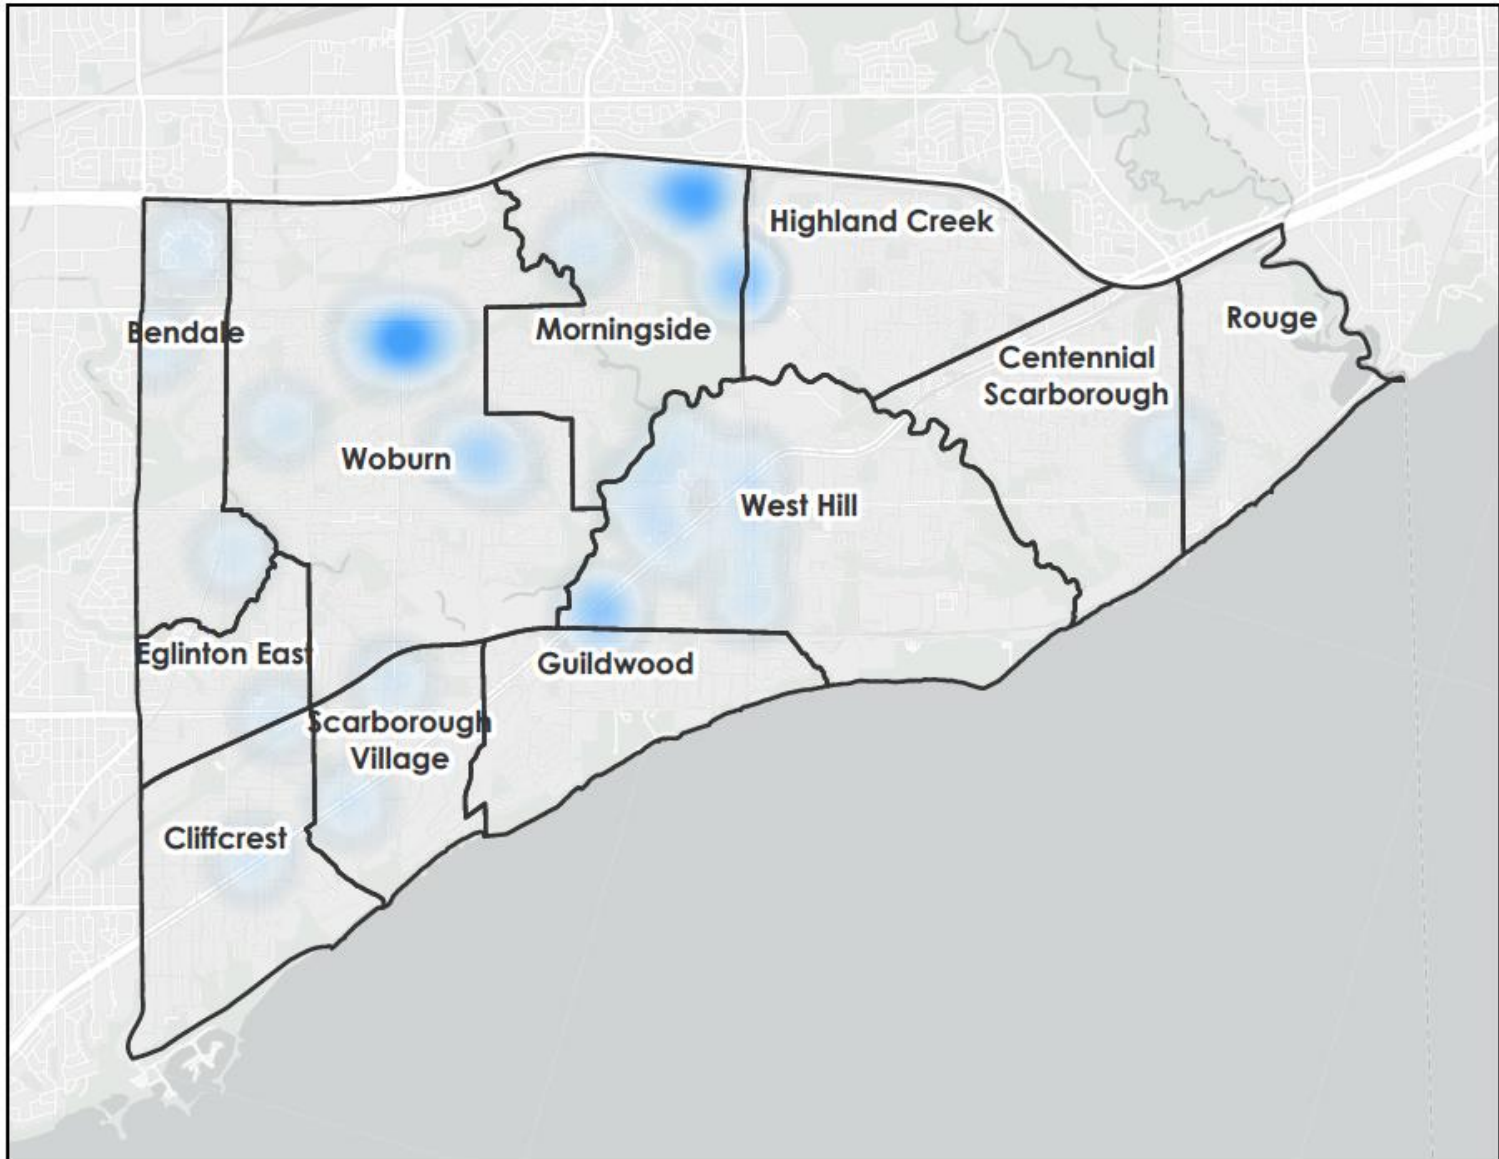 Highland Creek
Bendale
Morningside
Rouge
Centennial
Scarborough
Woburn
West Hill
Eglinton East
Guildwood
Scarborough
Village
Cliffcrest